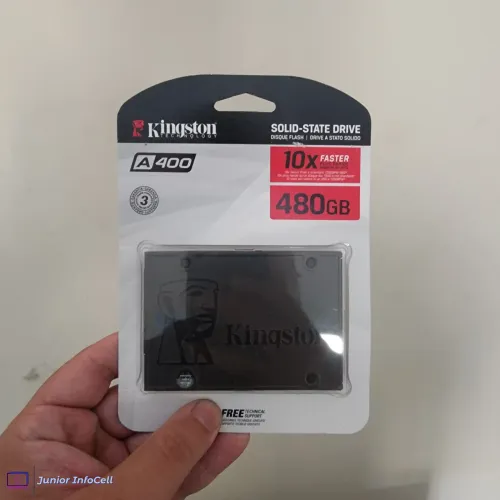 Kingston
TECHNOLOGY
SOLID-STATE DRIVE
DISQUE FLASH | DRIVE A STATO SOLIDO
A400
10x FASTER
3
480GB
Kingston
FREE TECHNICAL
SUPPORT
Junior InfoCell